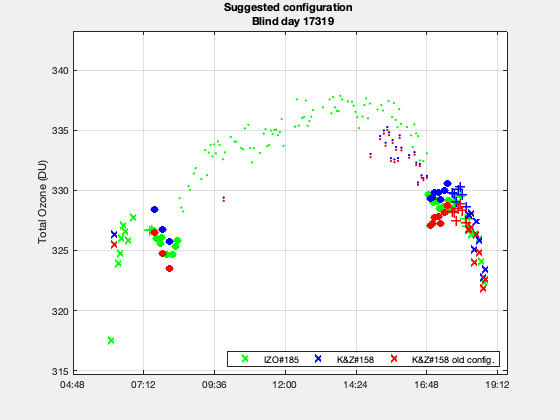 Suggested configuration
Blind day 17319
Total Ozone (DU)
340
335
330
325
320
315
04:48 07:12 09:36 12:00 14:24 16:48 19:12
IZO#185 K&Z#158 K&Z#158 old config.